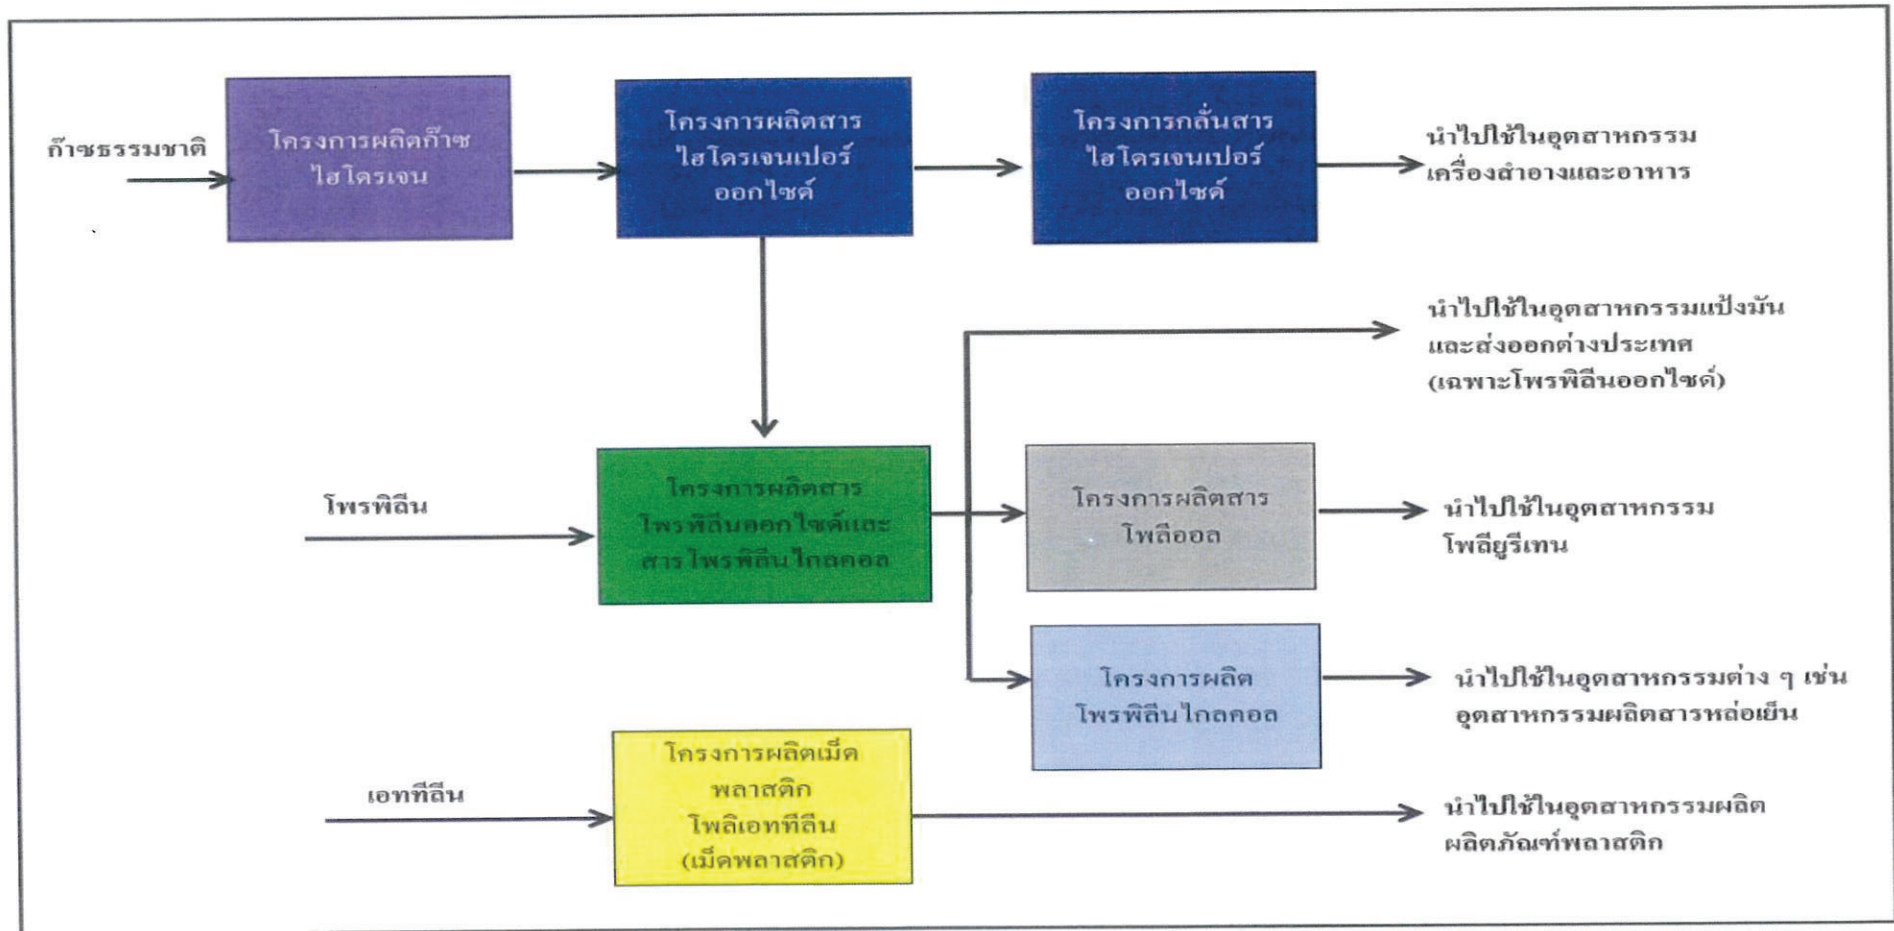 ก๊าซธรรมชาติ
โครงการผลิตก๊าซ
ไฮโดรเจน
โครงการผลิตสาร
ไฮโดรเจนเปอร์
ออกไซด์
โครงการกลั่นสาร
ไฮโดรเจนเปอร์
ออกไซด์
นำไปใช้ในอุตสาหกรรม
เครื่องสำอางและอาหาร
นำไปใช้ในอุตสาหกรรมแป้งมัน
และส่งออกต่างประเทศ
(เฉพาะโพรพิลีนออกไซด์)
โพรพิลีน
โครงการผลิตสาร
โพรพิลีนออกไซด์และ
สารโพรพิลีนไกลคอล
โครงการผลิตสาร
โพลีออล
นำไปใช้ในอุตสาหกรรม
โพลียูรีเทน
โครงการผลิต
โพรพิลีนไกลคอล
นำไปใช้ในอุตสาหกรรมต่าง ๆ เช่น
อุตสาหกรรมผลิตสารหล่อเย็น
เอททีลีน
โครงการผลิตเม็ด
พลาสติก
โพลิเอททีลีน
(เม็ดพลาสติก)
นำไปใช้ในอุตสาหกรรมผลิต
ผลิตภัณฑ์พลาสติก